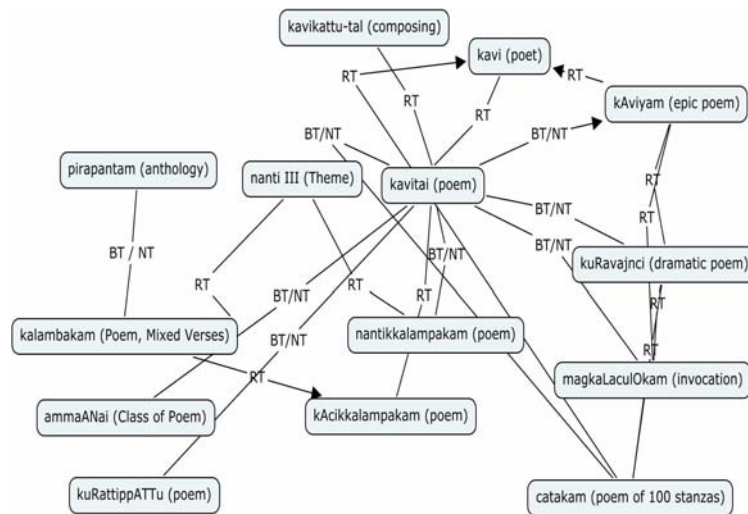 kavikattu-tal (composing)
kavi (poet)
RT
RT
kAviyam (epic poem)
RT
RT
BT/NT
BT/NT
pirapantam (anthology)
nanti III (Theme)
kavitai (poem)
RT
BT/NT
RT
BT / NT
BT/NT
BT/NT
kuRavajnci (dramatic poem)
RT
RT
BT/NT
RT
RT
kalambakam (Poem, Mixed Verses)
BT/NT
nantikkalampakam (poem)
RT
RT
magkaLaculOkam (invocation)
ammaANai (Class of Poem)
kAcikkalampakam (poem)
kuRattippATTu (poem)
catakam (poem of 100 stanzas)